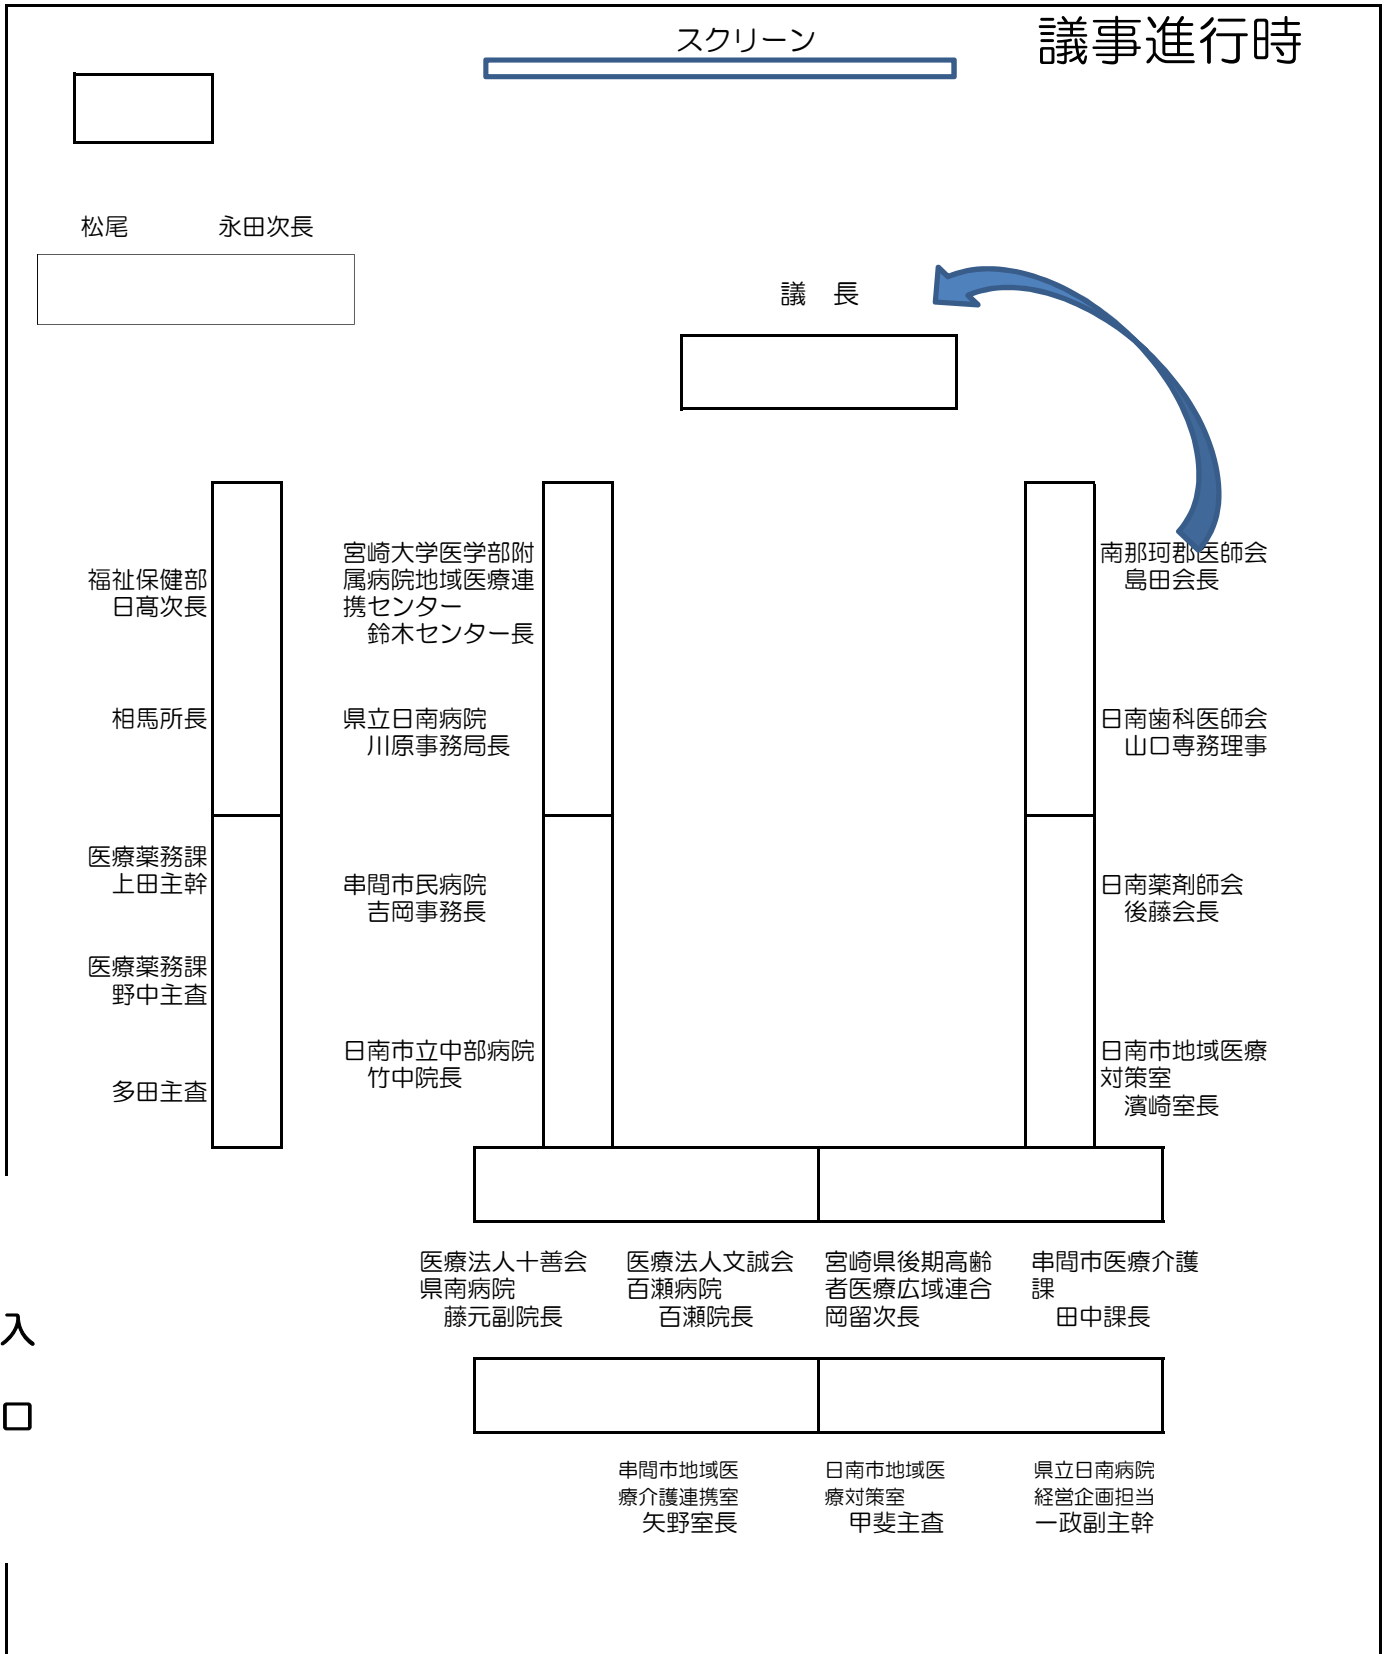 スクリーン
議事進行時
松尾
永田次長
議　長
福祉保健部
日髙次長
相馬所長
医療薬務課
上田主幹
医療薬務課
野中主査
多田主査
宮崎大学医学部附
属病院地域医療連
携センター
鈴木センター長
県立日南病院
川原事務局長
串間市民病院
吉岡事務長
日南市立中部病院
竹中院長
南那珂郡医師会
島田会長
日南歯科医師会
山口専務理事
日南薬剤師会
後藤会長
日南市地域医療
対策室
濱崎室長
医療法人十善会
県南病院
藤元副院長
医療法人文誠会
百瀬病院
百瀬院長
宮崎県後期高齢
者医療広域連合
岡留次長
串間市医療介護
課
田中課長
入
口
串間市地域医
療介護連携室
矢野室長
日南市地域医
療対策室
甲斐主査
県立日南病院
経営企画担当
一政副主幹